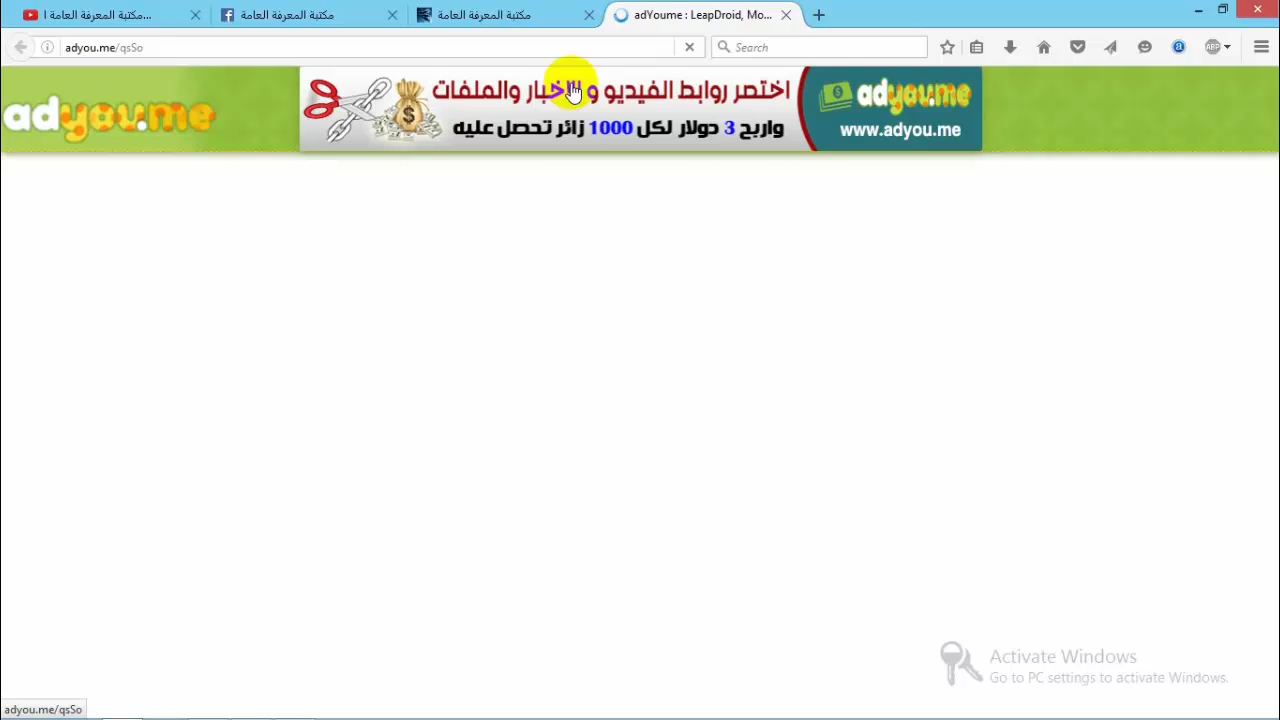 مكتبة المعرفة العامة ا...
مكتبة المعرفة العامة
مكتبة المعرفة العامة
adYoume : LeapDroid, Mo...
adyou.me/qsSo
Search
ABP
adyou.me
اختصر روابط الفيديو و الاخبار والملفات
واربح 3 دولار لكل 1000 زائر تحصل عليه
adyou.me
www.adyou.me
Activate Windows
Go to PC settings to activate Windows.
adyou.me/qsSo